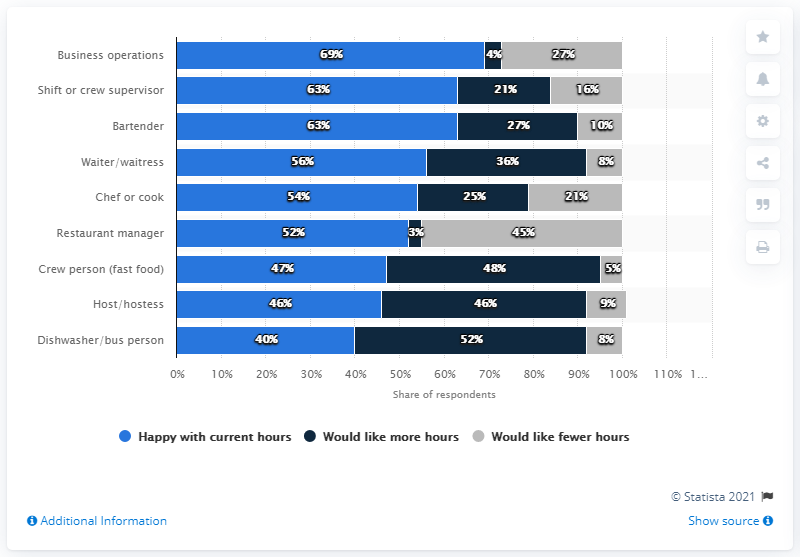 Business operations 69% 4% 27%
Shift or crew supervisor 63% 21% 16%
Bartender 63% 27% 10%
Waiter/waitress 56% 36% 8%
Chef or cook 54% 25% 21%
Restaurant manager 52% 3% 45%
Crew person (fast food) 47% 48% 5%
Host/hostess 46% 46% 9%
Dishwasher/bus person 40% 52% 8%
0% 10% 20% 30% 40% 50% 60% 70% 80% 90% 100% 110% 1...
Share of respondents
Happy with current hours Would like more hours Would like fewer hours
© Statista 2021
Additional Information Show source